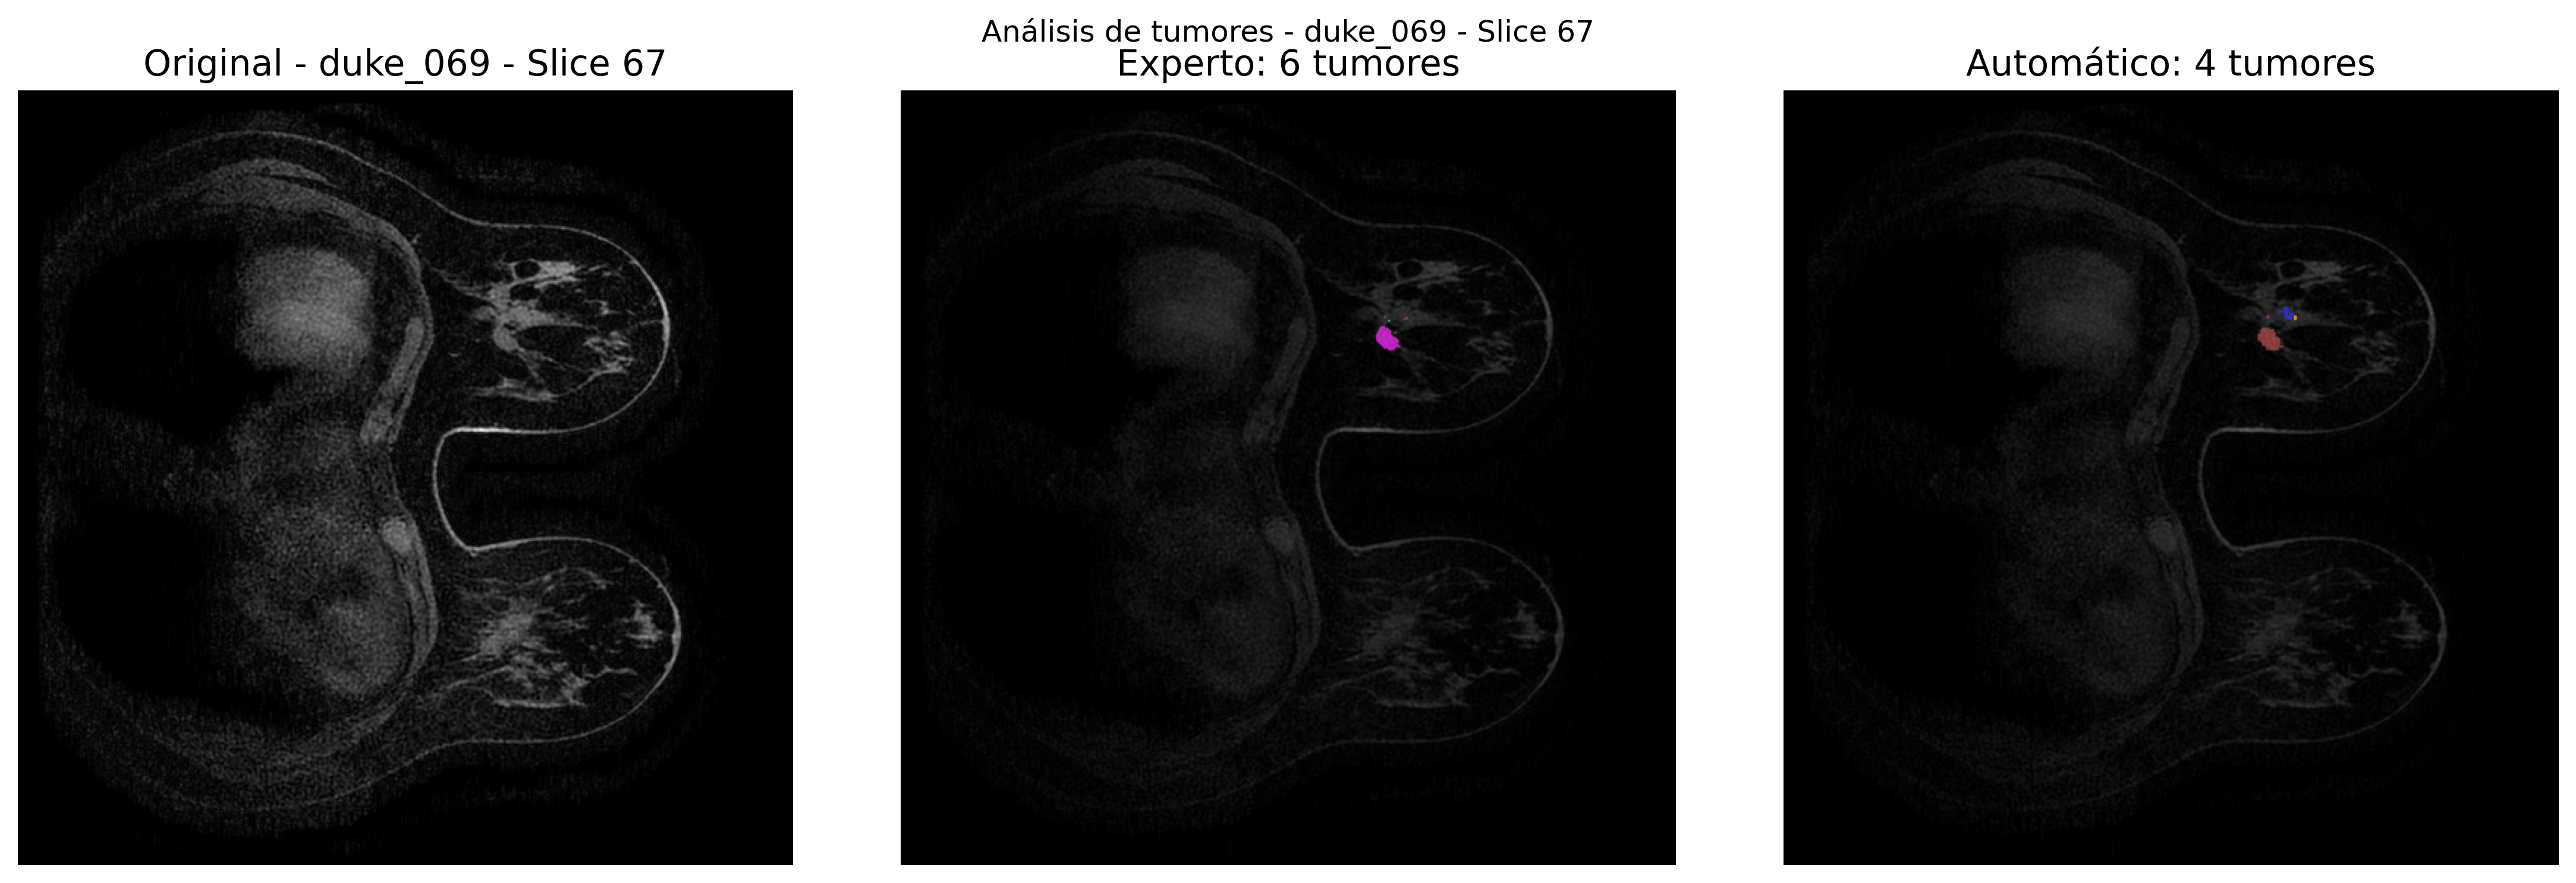 Análisis de tumores - duke_069 - Slice 67
Original - duke_069 - Slice 67
Experto: 6 tumores
Automático: 4 tumores